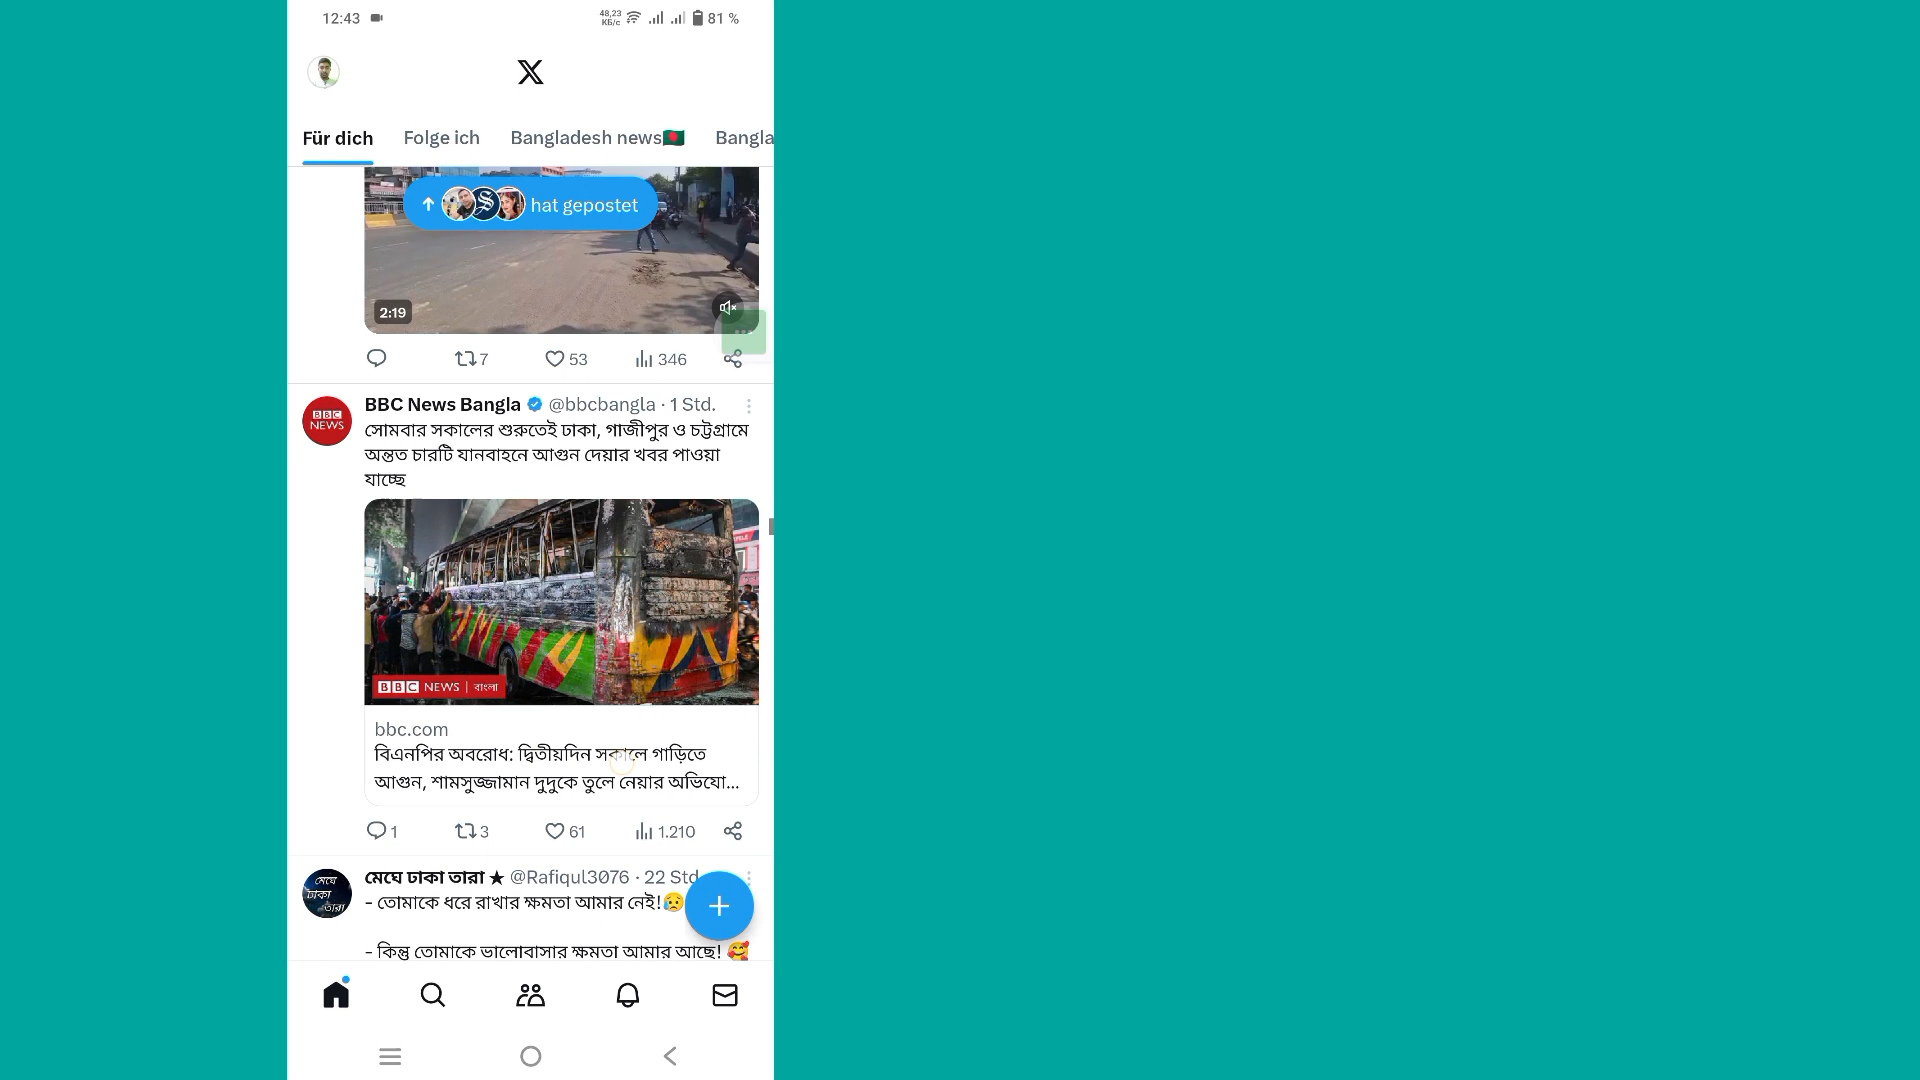 12:43 48,23 КБ/с 81 %
X
Für dich Folge ich Bangladesh news🇧🇩 Bangla
hat gepostet
2:19
7 53 346
BBC News Bangla @bbcbangla · 1 Std.
সোমবার সকালের শুরুতেই ঢাকা, গাজীপুর ও চট্টগ্রামে
অন্তত চারটি যানবাহনে আগুন দেয়ার খবর পাওয়া
যাচ্ছে
BBC NEWS
BBC NEWS | বাংলা
bbc.com
বিএনপির অবরোধ: দ্বিতীয়দিন সকালে গাড়িতে
আগুন, শামসুজ্জামান দুদুকে তুলে নেয়ার অভিযো...
1 3 61 1.210
মেঘে ঢাকা তারা ★ @Rafiqul3076 · 22 Std
মেঘে
ঢাকা
তারা
- তোমাকে ধরে রাখার ক্ষমতা আমার নেই!😥
- কিন্তু তোমাকে ভালোবাসার ক্ষমতা আমার আছে! 🥰